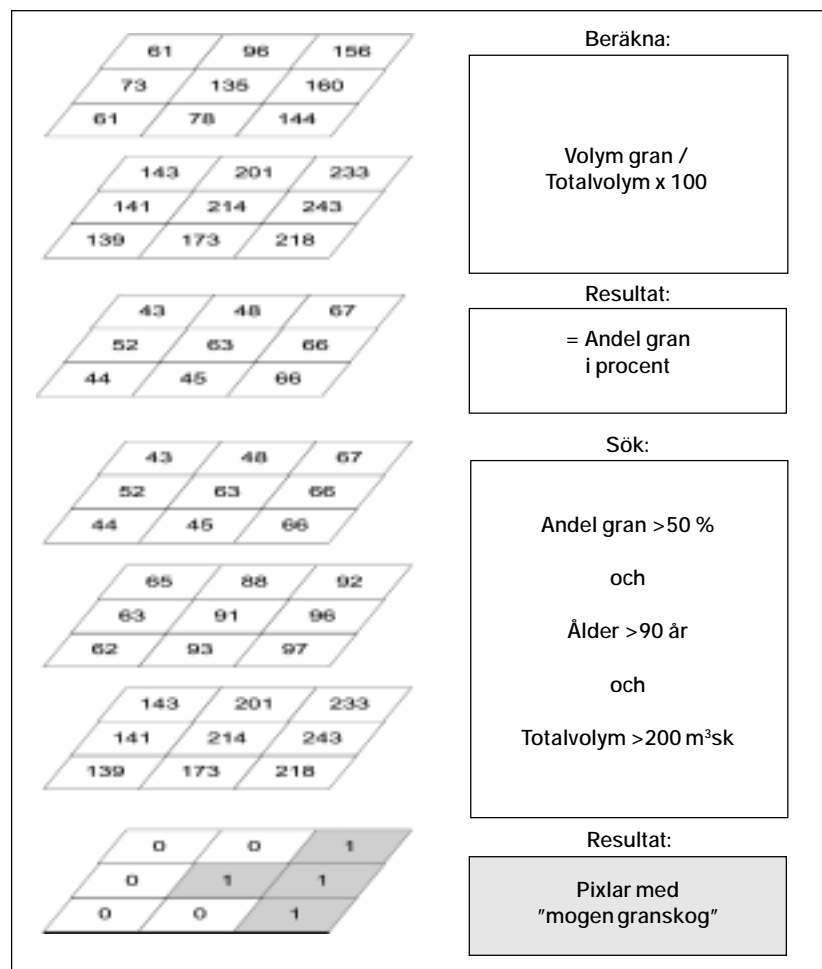 Beräkna:
61 96 156
73 135 160
61 78 144
Volym gran /
Totalvolym x 100
143 201 233
141 214 243
139 173 218
Resultat:
43 48 67
52 63 66
44 45 66
= Andel gran
i procent
Sök:
43 48 67
52 63 66
44 45 66
65 88 92
63 91 96
62 93 97
143 201 233
141 214 243
139 173 218
Andel gran >50 %
och
Ålder >90 år
och
Totalvolym >200 m³sk
Resultat:
0 0 1
0 1 1
0 0 1
Pixlar med
"mogen granskog"